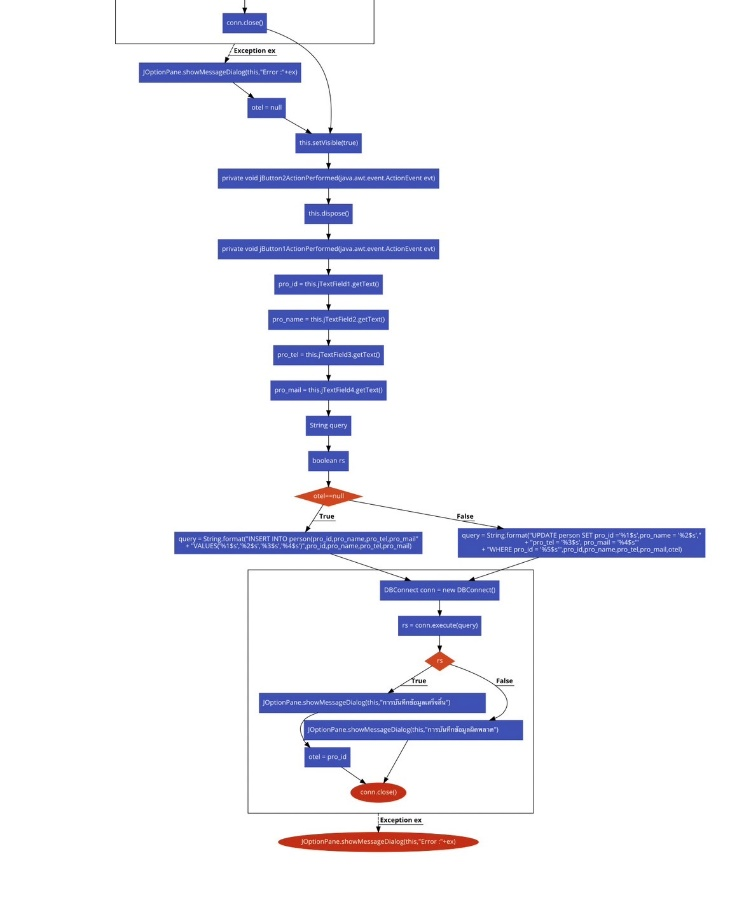 conn.close()
Exception ex
JOptionPane.showMessageDialog(this,"Error :"+ex)
otel = null
this.setVisible(true)
private void jButton2ActionPerformed(java.awt.event.ActionEvent evt)
this.dispose()
private void jButton1ActionPerformed(java.awt.event.ActionEvent evt)
pro_id = this.jTextField1.getText()
pro_name = this.jTextField2.getText()
pro_tel = this.jTextField3.getText()
pro_mail = this.jTextField4.getText()
String query
boolean rs
otel==null
True
False
query = String.format("INSERT INTO person(pro_id,pro_name,pro_tel,pro_mail"
+ "VALUES('%1$s','%2$s','%3$s','%4$s')",pro_id,pro_name,pro_tel,pro_mail)
query = String.format("UPDATE person SET pro_id ='%1$s',pro_name = '%2$s',"
+ "pro_tel = '%3$s', pro_mail = '%4$s'"
+ "WHERE pro_id = '%5$s'",pro_id,pro_name,pro_tel,pro_mail,otel)
DBConnect conn = new DBConnect()
rs = conn.execute(query)
rs
True
False
JOptionPane.showMessageDialog(this,"การบันทึกข้อมูลเสร็จสิ้น")
JOptionPane.showMessageDialog(this,"การบันทึกข้อมูลผิดพลาด")
otel = pro_id
conn.close()
Exception ex
JOptionPane.showMessageDialog(this,"Error :"+ex)